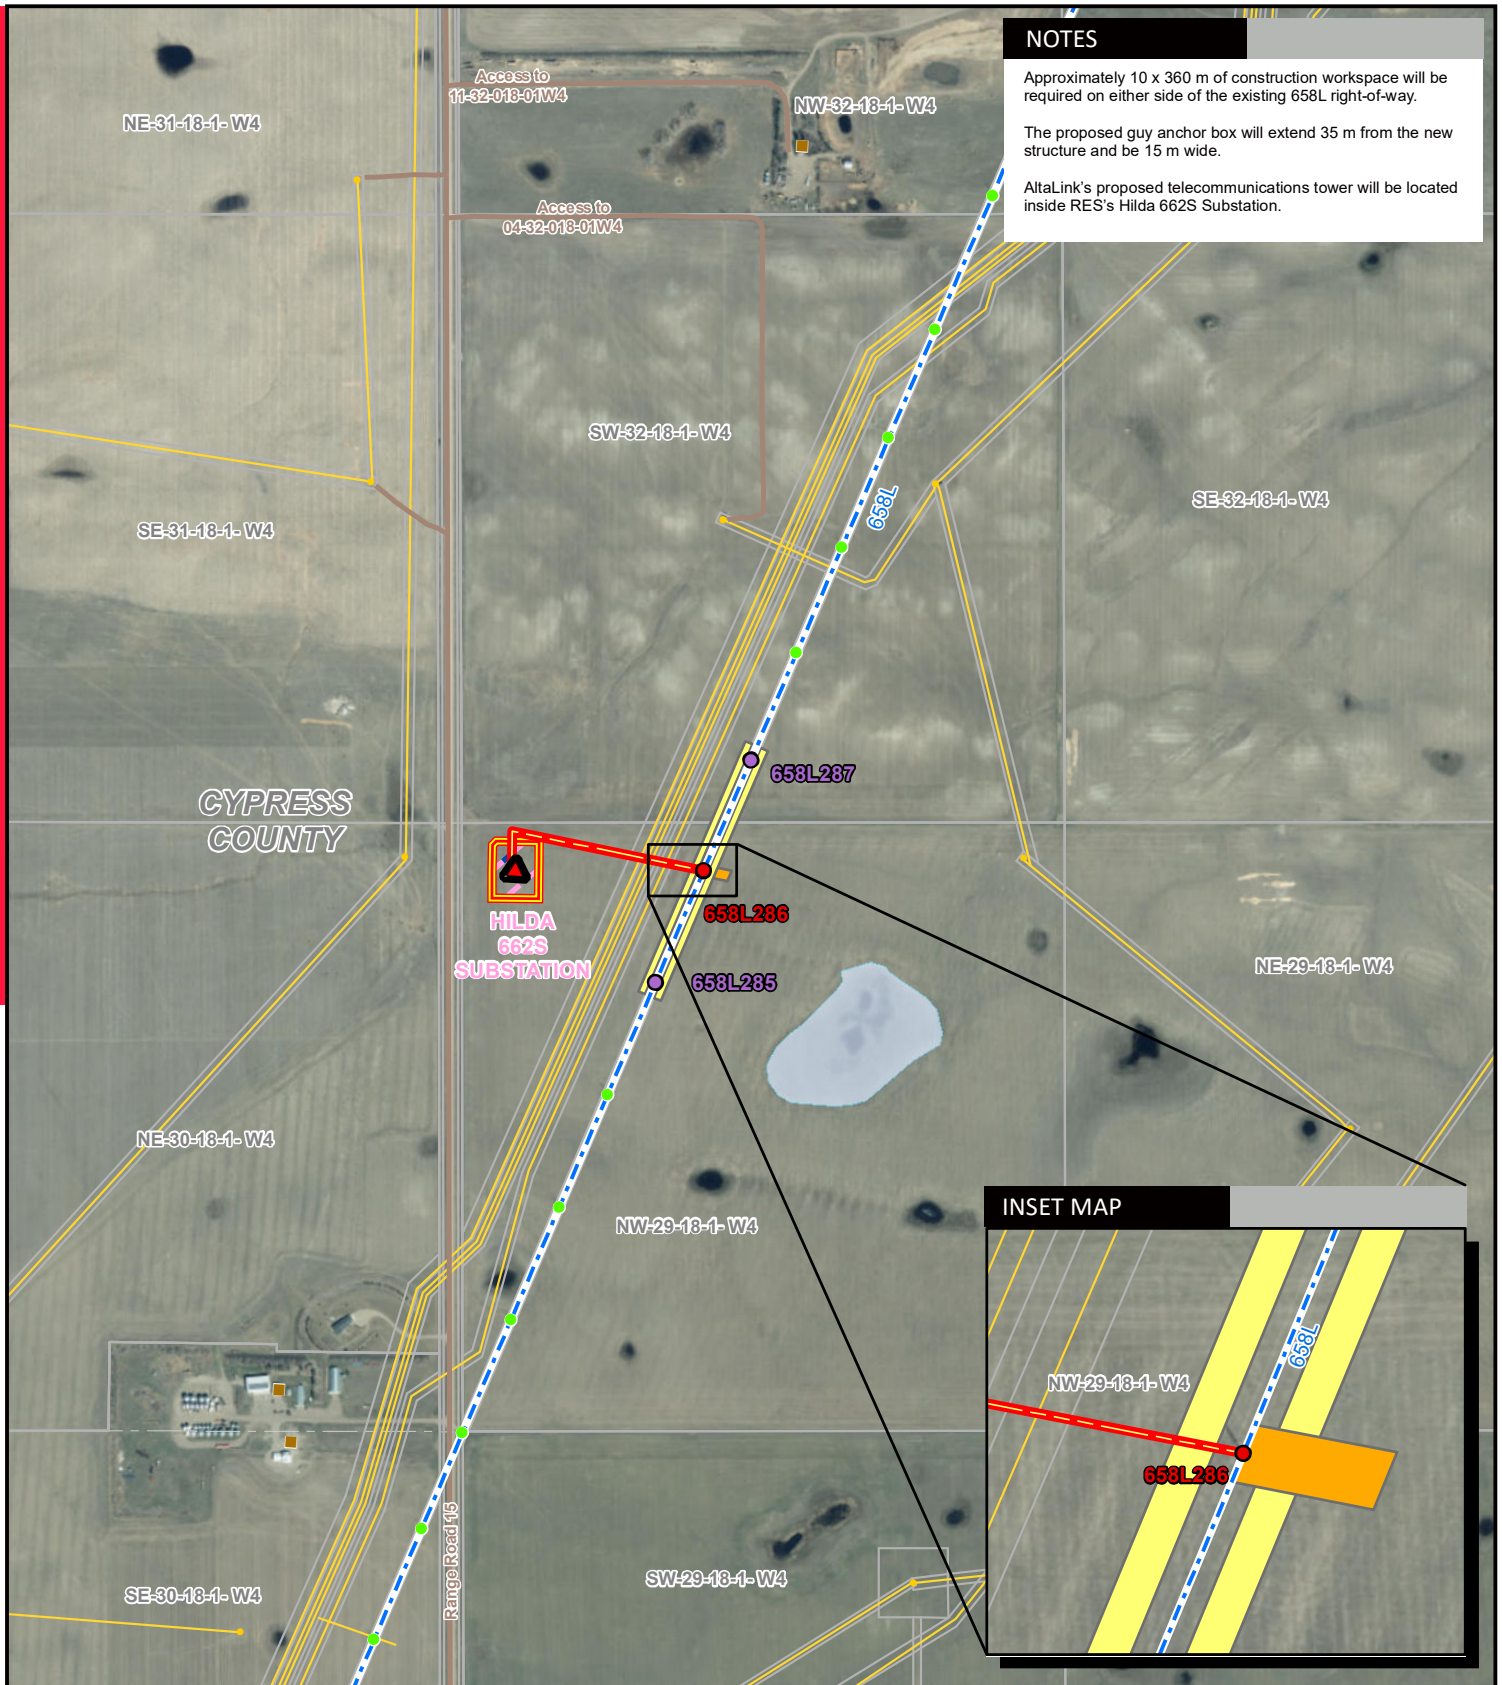 NOTES
Approximately 10 x 360 m of construction workspace will be
required on either side of the existing 658L right-of-way.
The proposed guy anchor box will extend 35 m from the new
structure and be 15 m wide.
AltaLink's proposed telecommunications tower will be located
inside RES's Hilda 662S Substation.
Access to
11-32-018-01W4
NE-31-18-1- W4
NW-32-18-1- W4
Access to
04-32-018-01W4
SW-32-18-1- W4
658L
SE-32-18-1- W4
SE-31-18-1- W4
658L287
CYPRESS
COUNTY
658L286
HILDA
662S
SUBSTATION
658L285
NE-29-18-1- W4
NE-30-18-1- W4
NW-29-18-1- W4
INSET MAP
658L
NW-29-18-1- W4
658L286
Range Road 15
SW-29-18-1- W4
SE-30-18-1- W4